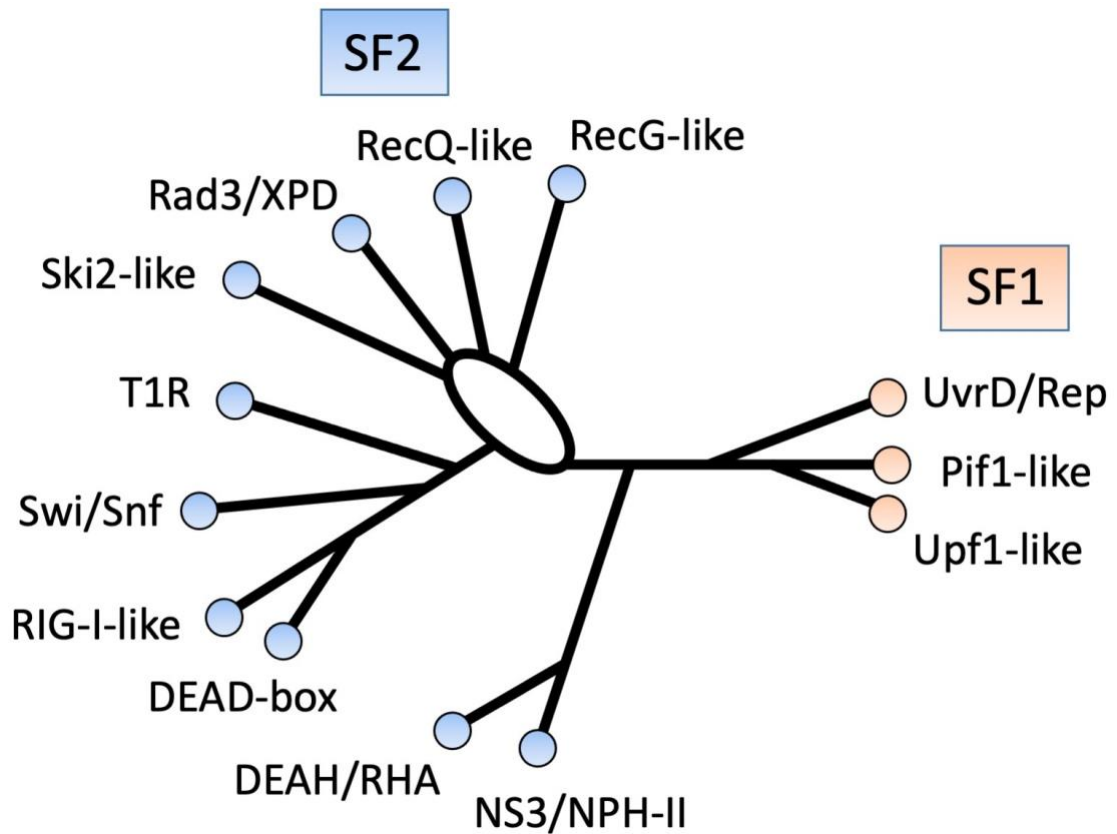 SF2
RecQ-like
RecG-like
Rad3/XPD
Ski2-like
SF1
T1R
UvrD/Rep
Pif1-like
Swi/Snf
Upf1-like
RIG-I-like
DEAD-box
DEAH/RHA
NS3/NPH-II